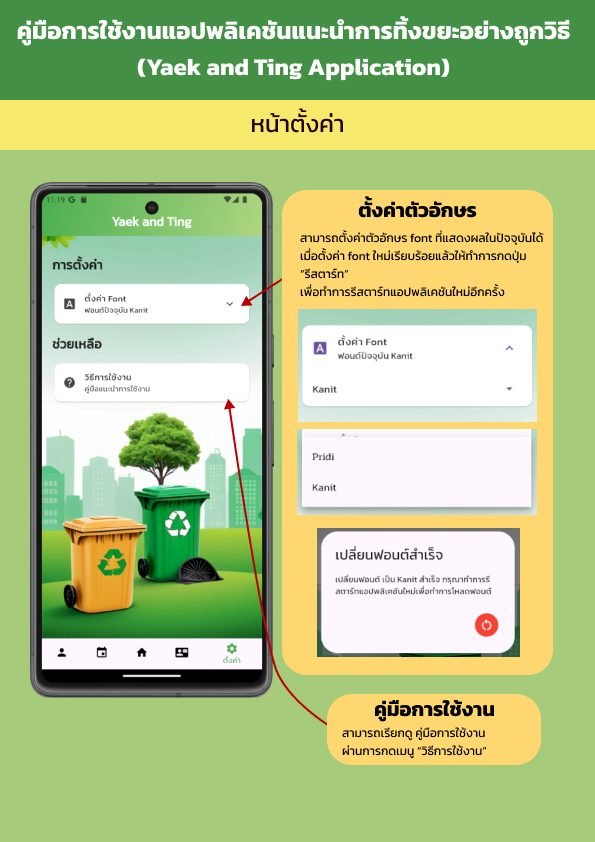 คู่มือการใช้งานแอปพลิเคชันแนะนำการทิ้งขยะอย่างถูกวิธี
(Yaek and Ting Application)
หน้าตั้งค่า
11:19
Yaek and Ting
การตั้งค่า
ตั้งค่า Font
ฟอนต์ปัจจุบัน Kanit
ช่วยเหลือ
วิธีการใช้งาน
คู่มือแนะนำการใช้งาน
ตั้งค่า
ตั้งค่าตัวอักษร
สามารถตั้งค่าตัวอักษร font ที่แสดงผลในปัจจุบันได้
เมื่อตั้งค่า font ใหม่เรียบร้อยแล้วให้ทำการกดปุ่ม
"รีสตาร์ท"
เพื่อทำการรีสตาร์ทแอปพลิเคชันใหม่อีกครั้ง
ตั้งค่า Font
ฟอนต์ปัจจุบัน Kanit
Kanit
Pridi
Kanit
เปลี่ยนฟอนต์สำเร็จ
เปลี่ยนฟอนต์ เป็น Kanit สำเร็จ กรุณาทำการรี
สตาร์ทแอปพลิเคชันใหม่เพื่อทำการโหลดฟอนต์
คู่มือการใช้งาน
สามารถเรียกดู คู่มือการใช้งาน
ผ่านการกดเมนู "วิธีการใช้งาน"